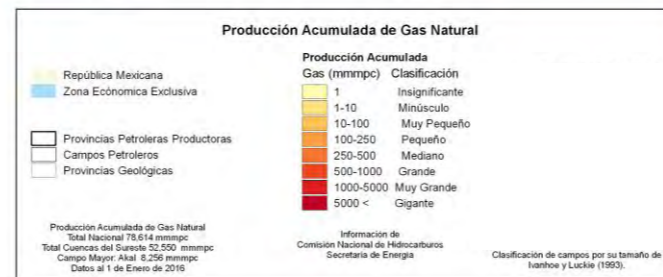 Producción Acumulada de Gas Natural
República Mexicana
Zona Ecónomica Exclusiva
Provincias Petroleras Productoras
Campos Petroleros
Provincias Geológicas
Producción Acumulada
Gas (mmmpc) Clasificación
1 Insignificante
1-10 Minúsculo
10-100 Muy Pequeño
100-250 Pequeño
250-500 Mediano
500-1000 Grande
1000-5000 Muy Grande
5000 < Gigante
Producción Acumulada de Gas Natural
Total Nacional 78,614 mmmpc
Total Cuencas del Sureste 52,550 mmmpc
Campo Mayor: Akal 8,256 mmmpc
Datos al 1 de Enero de 2016
Información de
Comisión Nacional de Hidrocarburos
Secretaria de Energía
Clasificación de campos por su tamaño de
Ivanhoe y Luckie (1993).